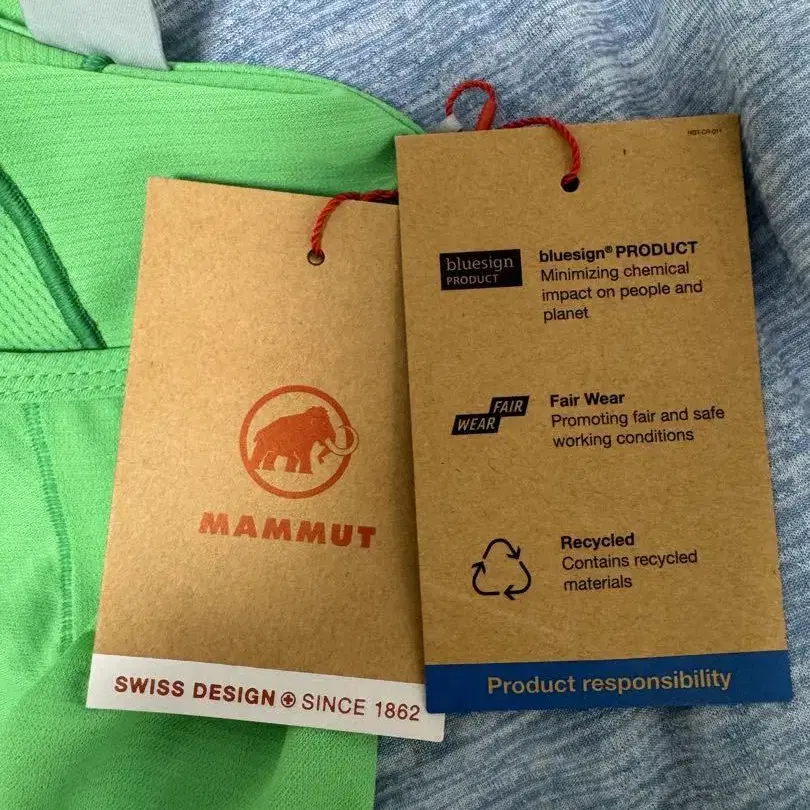 MAMMUT
SWISS DESIGN SINCE 1862
bluesign
PRODUCT
bluesign® PRODUCT
Minimizing chemical
impact on people and
planet
FAIR
WEAR
Fair Wear
Promoting fair and safe
working conditions
Recycled
Contains recycled
materials
Product responsibility